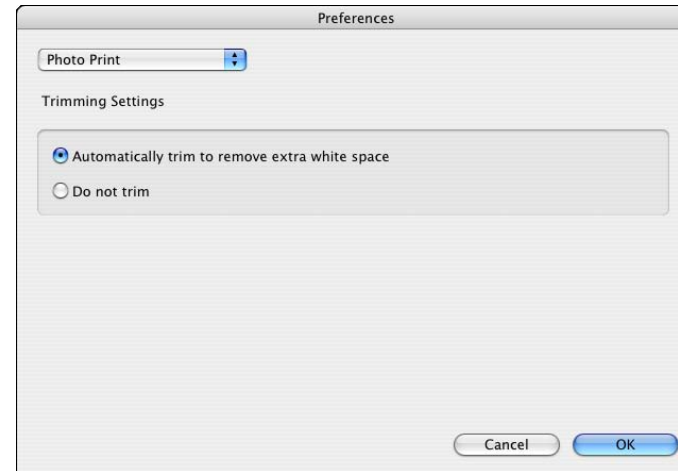 Preferences
Photo Print
Trimming Settings
Automatically trim to remove extra white space
Do not trim
Cancel OK